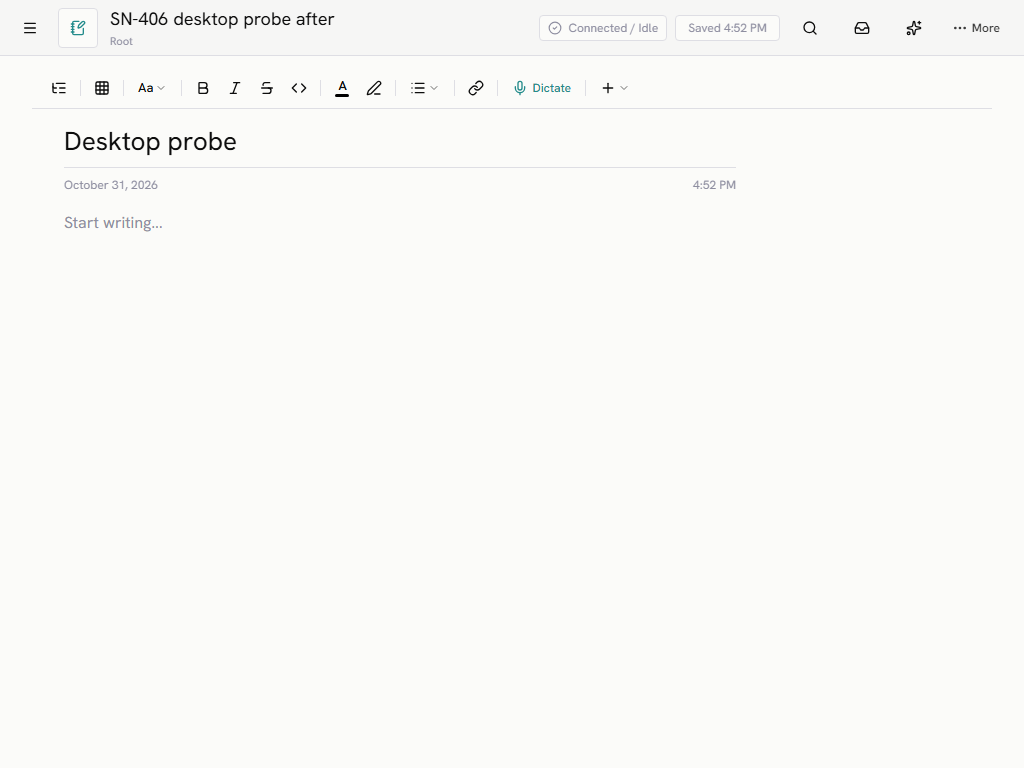 SN-406 desktop probe after
Root
Connected / Idle
Saved 4:52 PM
More
Aa
B
I
S
A
Dictate
Desktop probe
October 31, 2026
4:52 PM
Start writing...